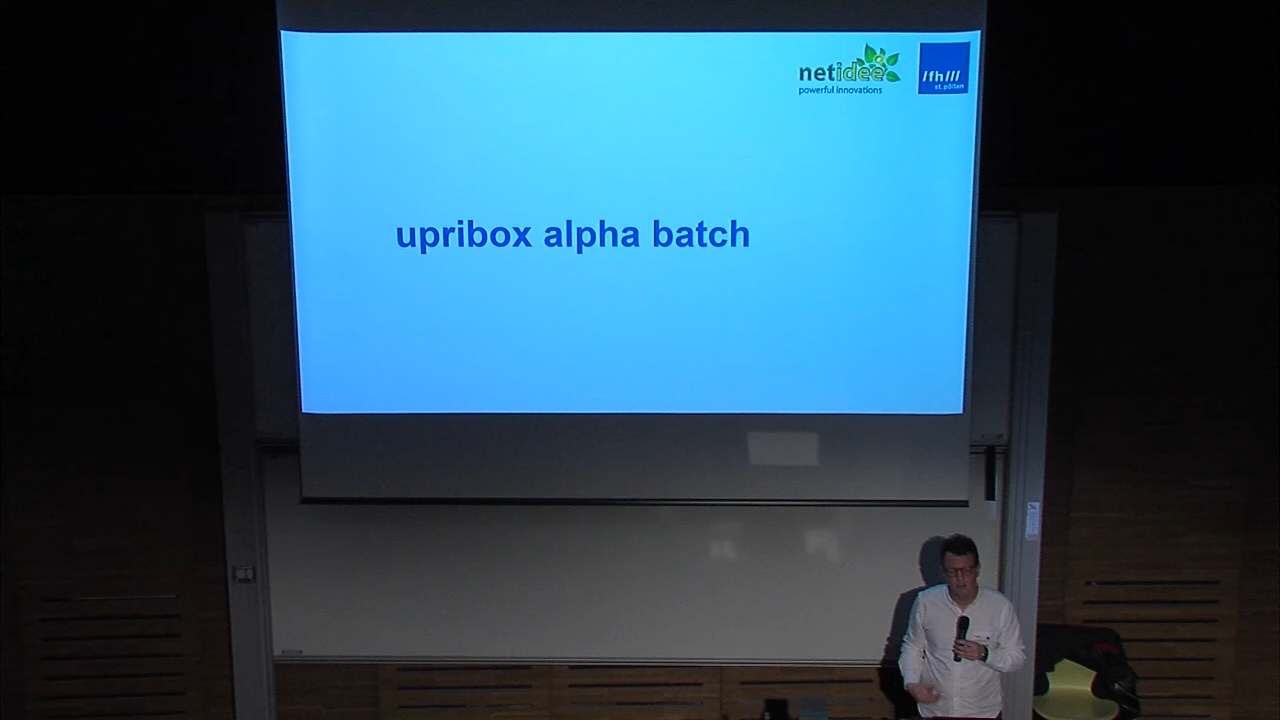 netidee
powerful innovations
/fh///
st.pölten
upribox alpha batch